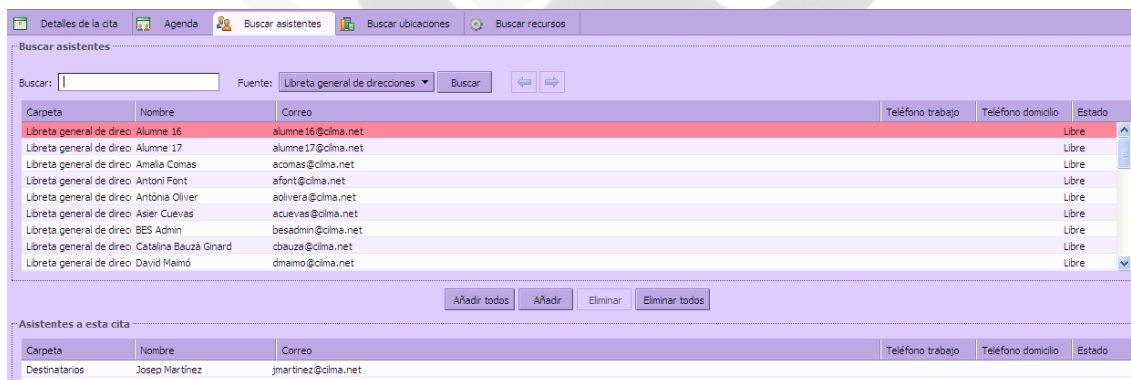 Detalles de la cita Agenda Buscar asistentes Buscar ubicaciones Buscar recursos
Buscar asistentes
Buscar: Fuente: Libreta general de direcciones Buscar
Carpeta Nombre Correo Teléfono trabajo Teléfono domicilio Estado
Libreta general de direc Alumne 16 alumne16@cilma.net Libre
Libreta general de direc Alumne 17 alumne17@cilma.net Libre
Libreta general de direc Amalia Comas acomas@cilma.net Libre
Libreta general de direc Antoni Font afont@cilma.net Libre
Libreta general de direc Antònia Oliver aolivera@cilma.net Libre
Libreta general de direc Asier Cuevas acuevas@cilma.net Libre
Libreta general de direc BES Admin besadmin@cilma.net Libre
Libreta general de direc Catalina Bauzà Ginard cbauza@cilma.net Libre
Libreta general de direc David Maimó dmaimo@cilma.net Libre
Añadir todos Añadir Eliminar Eliminar todos
Asistentes a esta cita
Carpeta Nombre Correo Teléfono trabajo Teléfono domicilio Estado
Destinatarios Josep Martínez jmartinez@cilma.net